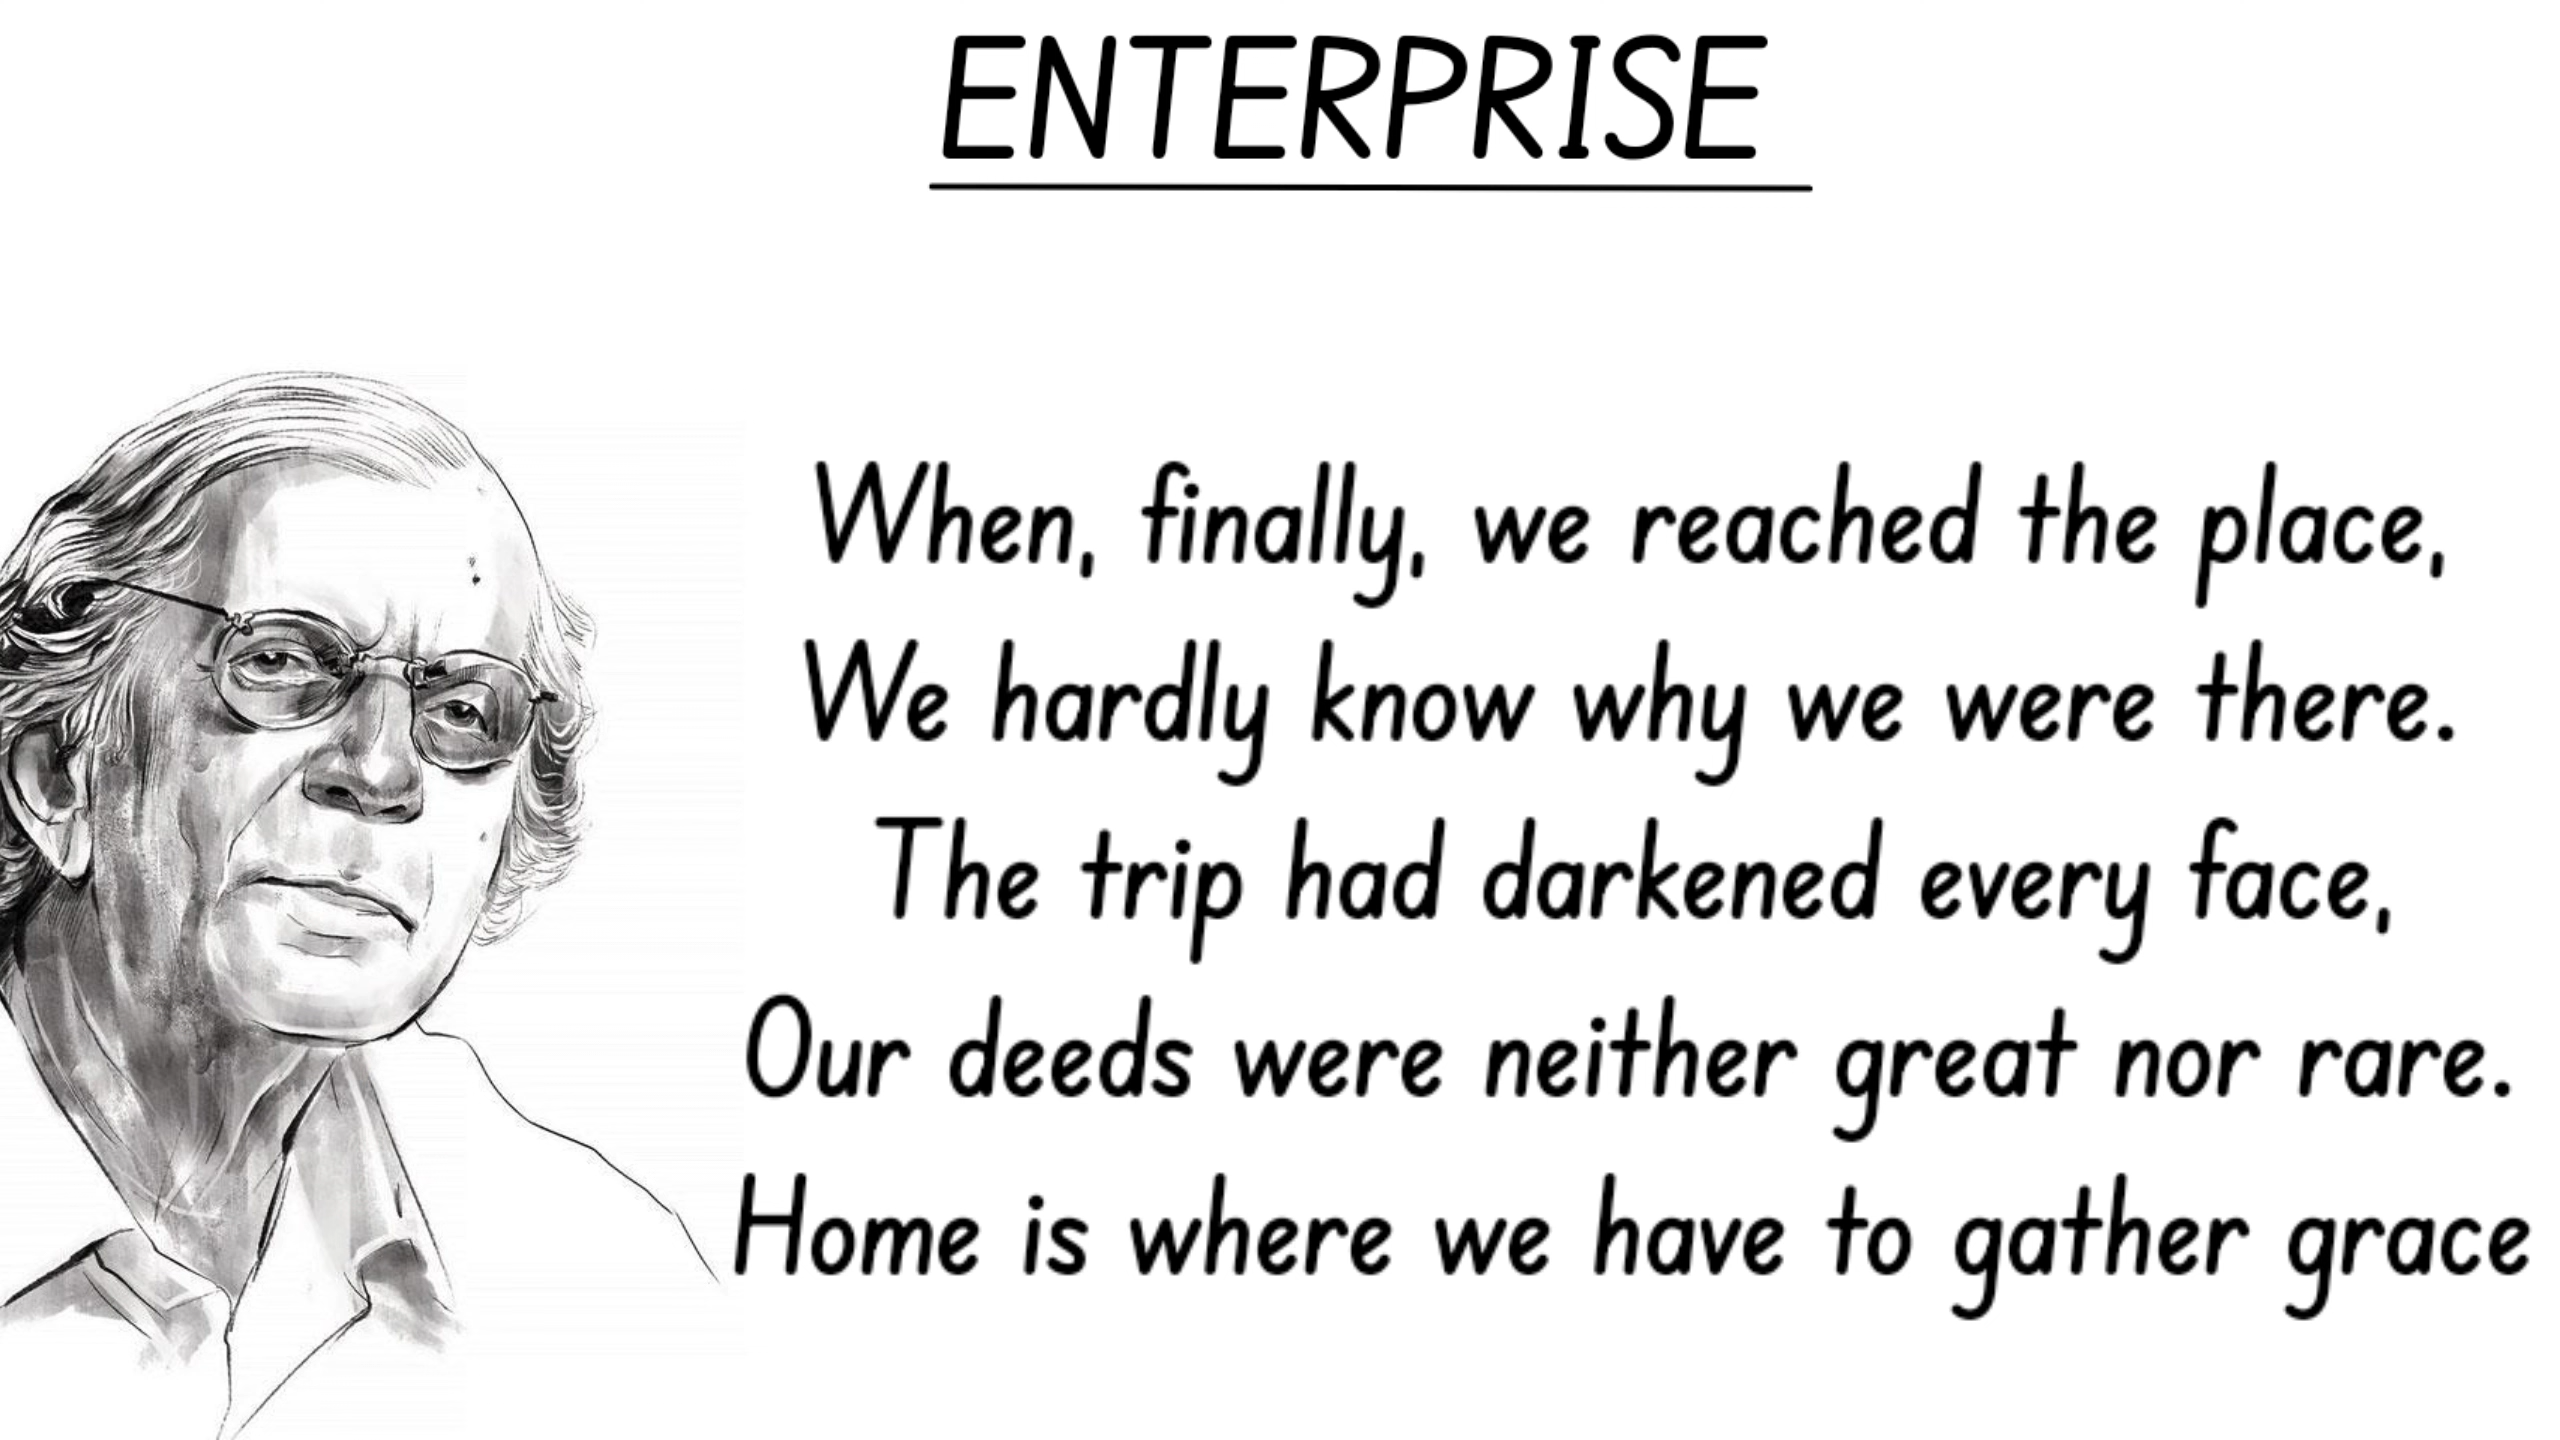 ENTERPRISE
When, finally, we reached the place,
We hardly know why we were there.
The trip had darkened every face,
Our deeds were neither great nor rare.
Home is where we have to gather grace